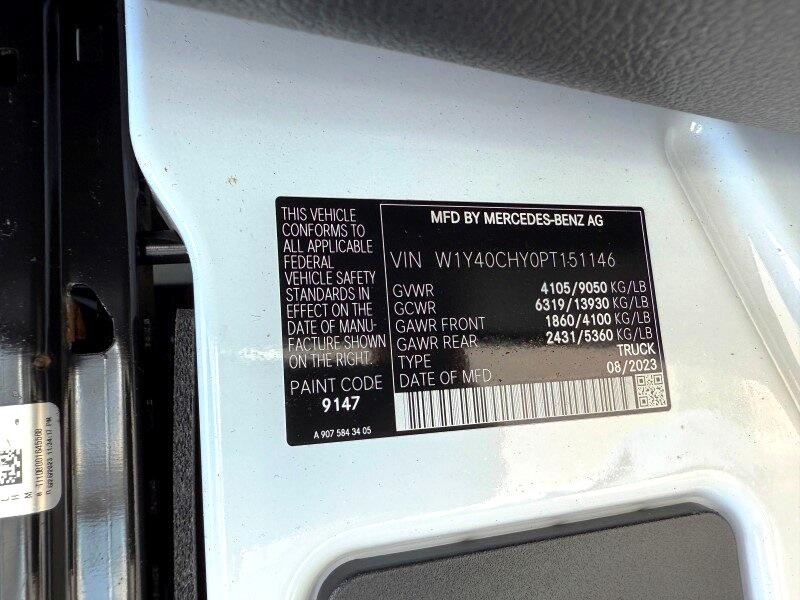 THIS VEHICLE
CONFORMS TO
ALL APPLICABLE
FEDERAL
VEHICLE SAFETY
STANDARDS IN
EFFECT ON THE
DATE OF MANU-
FACTURE SHOWN
ON THE RIGHT.
PAINT CODE
9147
A 907 584 34 05
MFD BY MERCEDES-BENZ AG
VIN W1Y40CHY0PT151146
GVWR 4105/9050 KG/LB
GCWR 6319/13930 KG/LB
GAWR FRONT 1860/4100 KG/LB
GAWR REAR 2431/5360 KG/LB
TYPE TRUCK
DATE OF MFD 08/2023